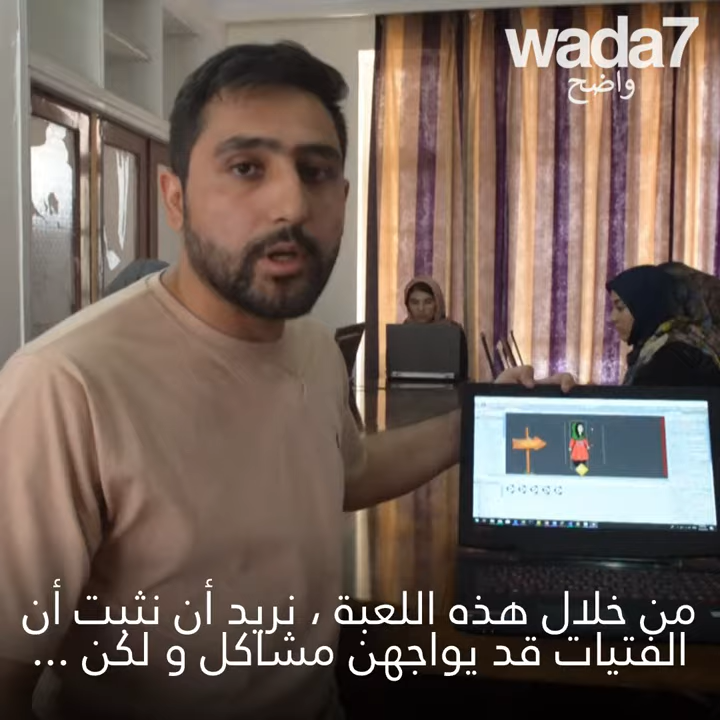 wada7
واضح
من خلال هذه اللعبة ، نريد أن نثبت أن
الفتيات قد يواجهن مشاكل و لكن ...